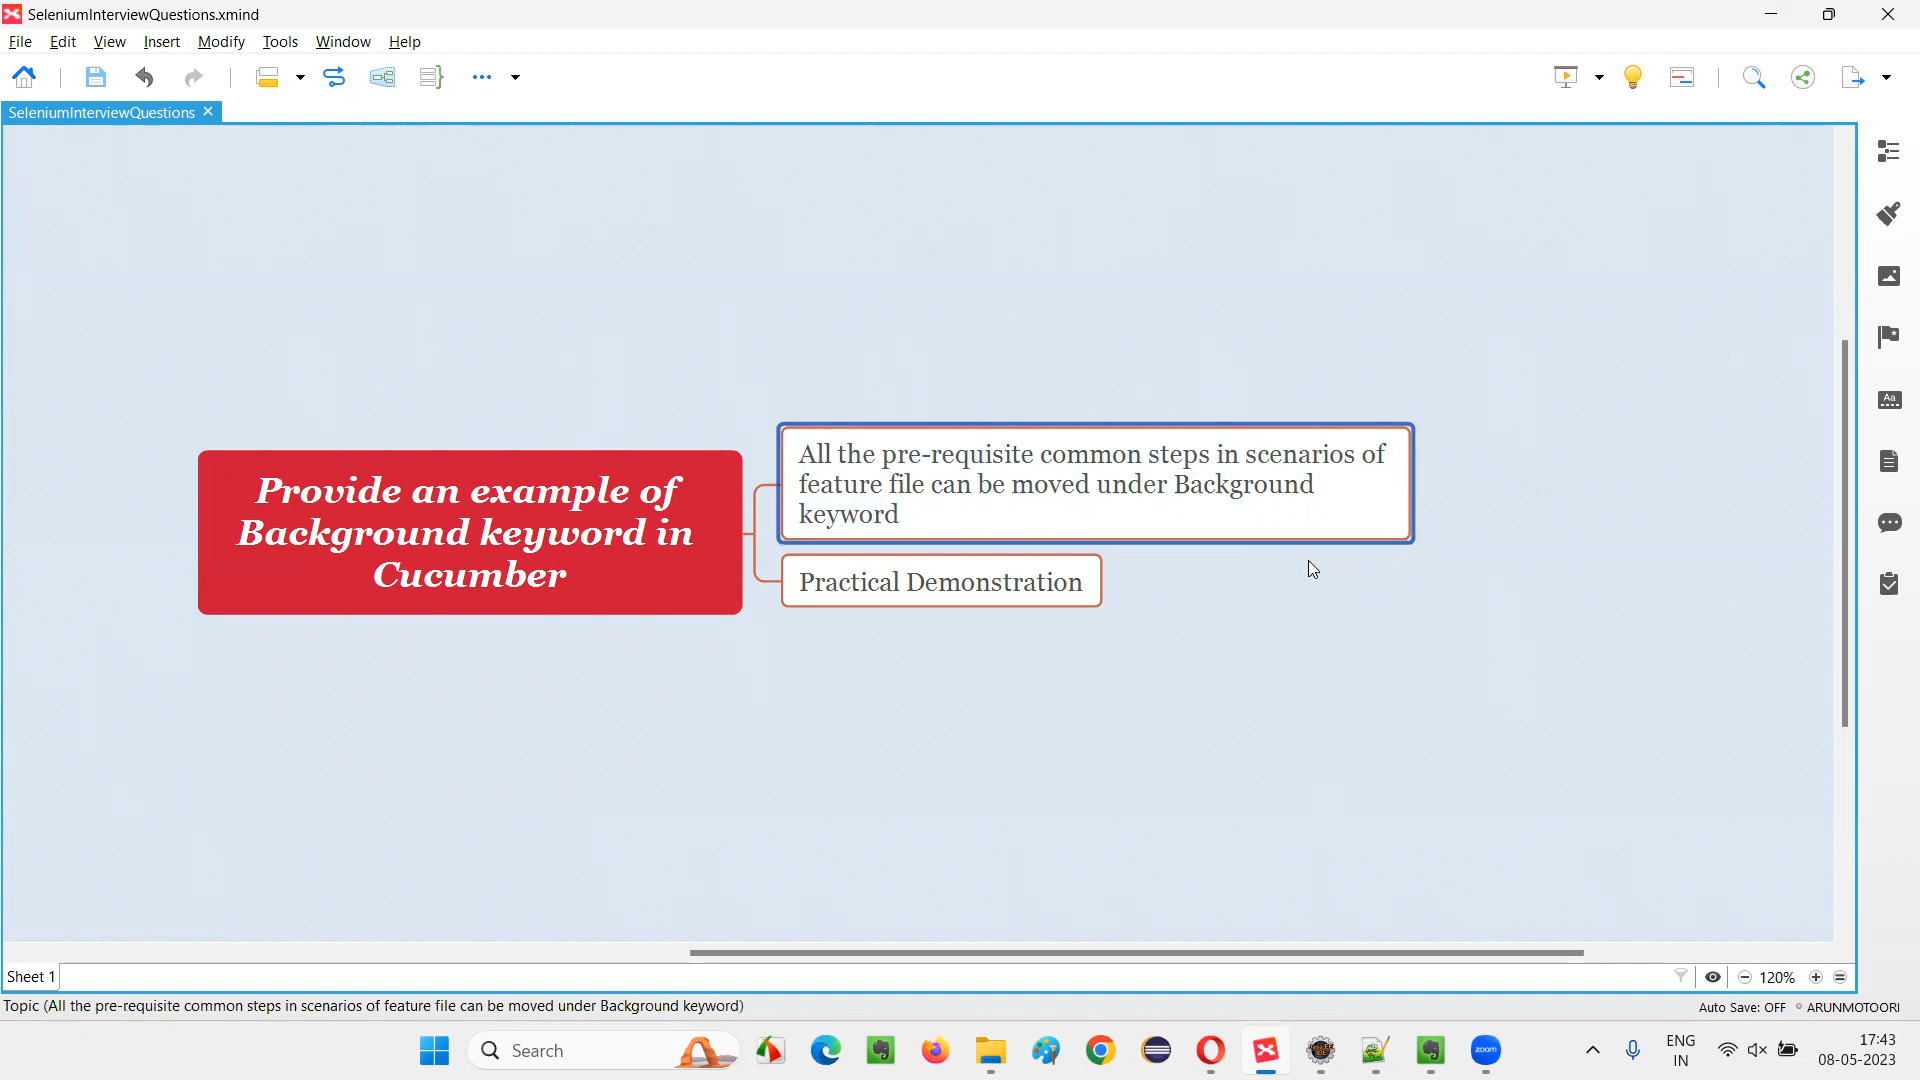 SeleniumInterviewQuestions.xmind
File Edit View Insert Modify Tools Window Help
SeleniumInterviewQuestions
Provide an example of
Background keyword in
Cucumber
All the pre-requisite common steps in scenarios of
feature file can be moved under Background
keyword
Practical Demonstration
Sheet 1
120%
Topic (All the pre-requisite common steps in scenarios of feature file can be moved under Background keyword)
Auto Save: OFF ARUNMOTOORI
Search
zoom
ENG
IN
17:43
08-05-2023